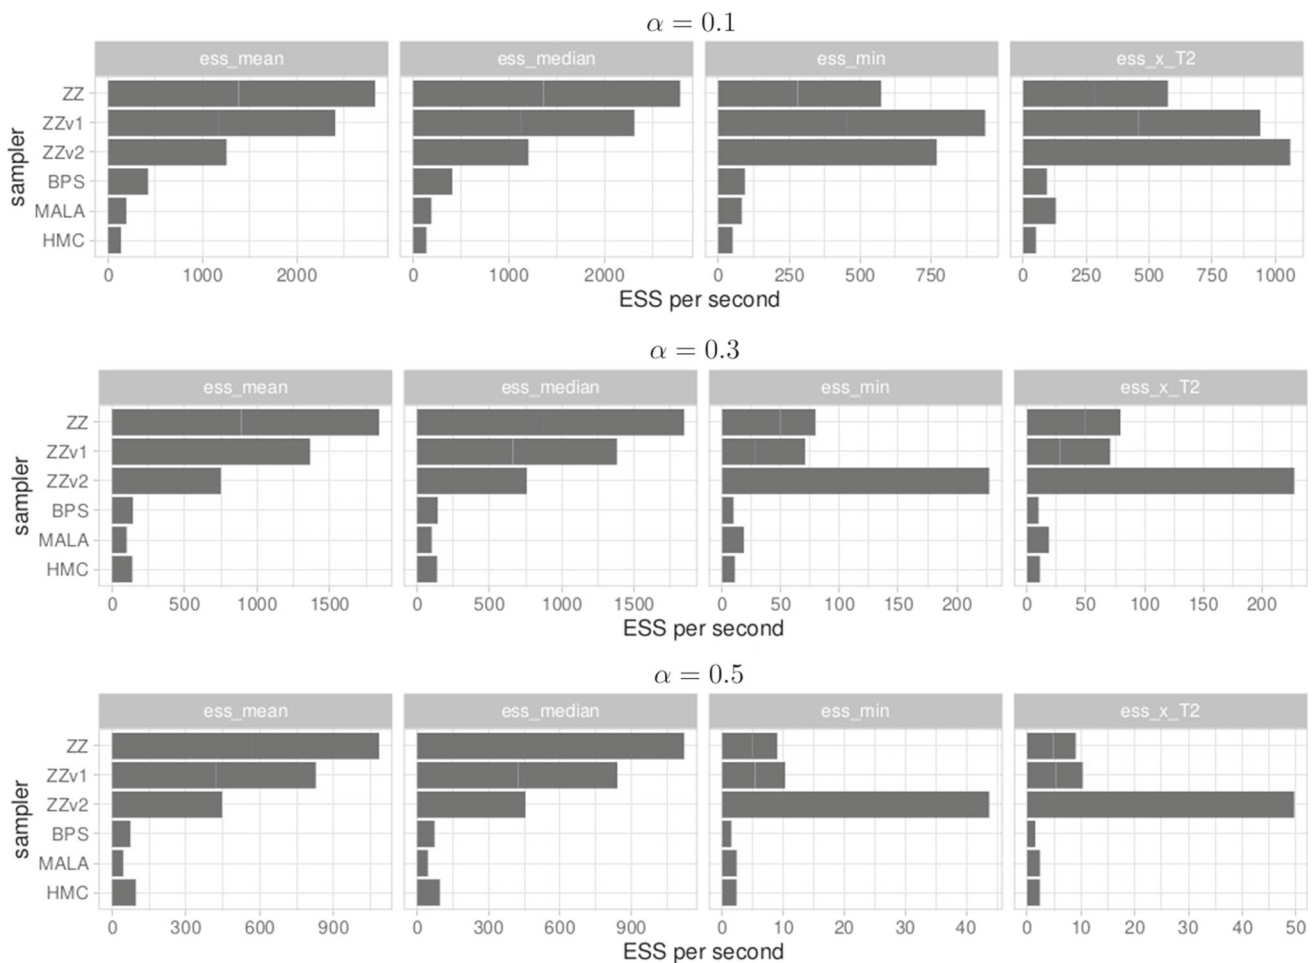 α = 0.1
ess_mean ess_median ess_min ess_x_T2
sampler
ZZ
ZZv1
ZZv2
BPS
MALA
HMC
0 1000 2000 0 1000 2000 0 250 500 750 0 250 500 750 1000
ESS per second
α = 0.3
ess_mean ess_median ess_min ess_x_T2
sampler
ZZ
ZZv1
ZZv2
BPS
MALA
HMC
0 500 1000 1500 0 500 1000 1500 0 50 100 150 200 0 50 100 150 200
ESS per second
α = 0.5
ess_mean ess_median ess_min ess_x_T2
sampler
ZZ
ZZv1
ZZv2
BPS
MALA
HMC
0 300 600 900 0 300 600 900 0 10 20 30 40 0 10 20 30 40 50
ESS per second